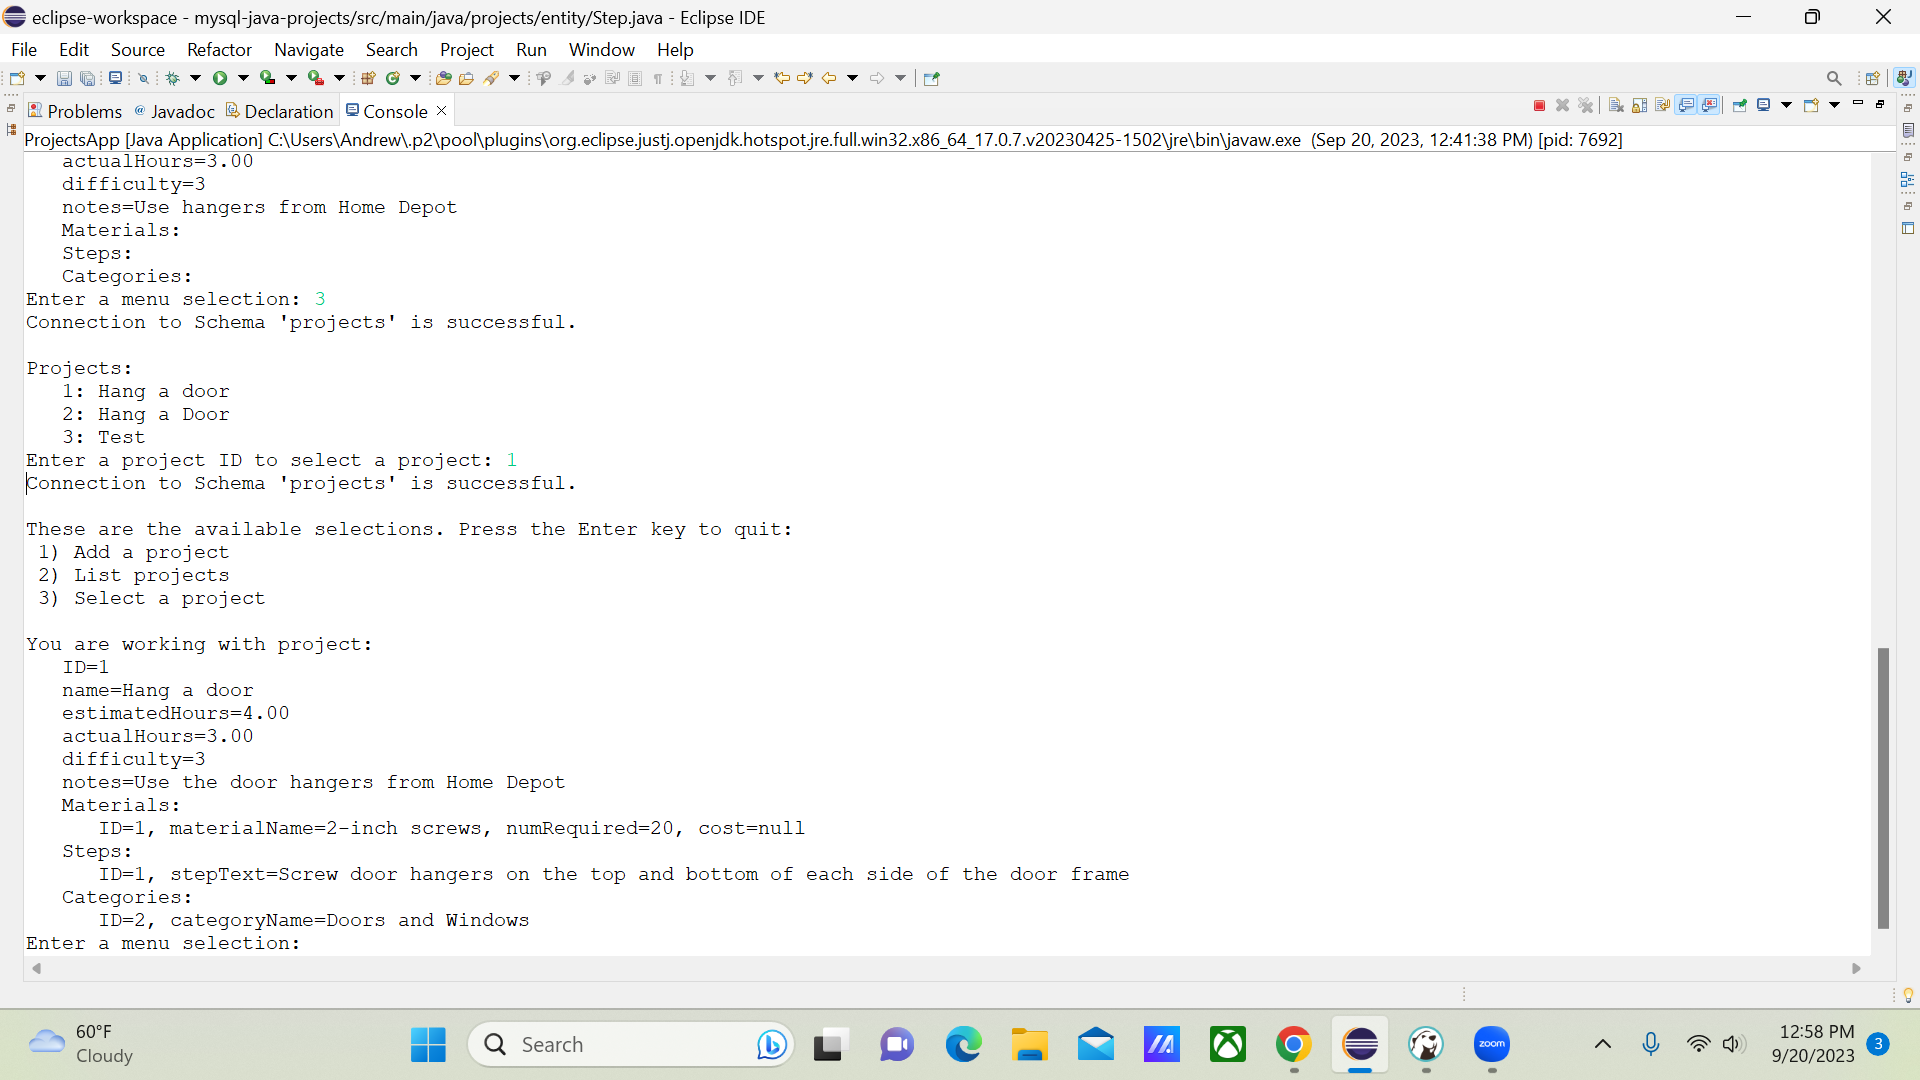 eclipse-workspace - mysql-java-projects/src/main/java/projects/entity/Step.java - Eclipse IDE
File Edit Source Refactor Navigate Search Project Run Window Help
Problems @ Javadoc Declaration Console
ProjectsApp [Java Application] C:\Users\Andrew\.p2\pool\plugins\org.eclipse.justj.openjdk.hotspot.jre.full.win32.x86_64_17.0.7.v20230425-1502\jre\bin\javaw.exe (Sep 20, 2023, 12:41:38 PM) [pid: 7692]
actualHours=3.00
difficulty=3
notes=Use hangers from Home Depot
Materials:
Steps:
Categories:
Enter a menu selection: 3
Connection to Schema 'projects' is successful.
Projects:
1: Hang a door
2: Hang a Door
3: Test
Enter a project ID to select a project: 1
Connection to Schema 'projects' is successful.
These are the available selections. Press the Enter key to quit:
1) Add a project
2) List projects
3) Select a project
You are working with project:
ID=1
name=Hang a door
estimatedHours=4.00
actualHours=3.00
difficulty=3
notes=Use the door hangers from Home Depot
Materials:
ID=1, materialName=2-inch screws, numRequired=20, cost=null
Steps:
ID=1, stepText=Screw door hangers on the top and bottom of each side of the door frame
Categories:
ID=2, categoryName=Doors and Windows
Enter a menu selection:
60°F
Cloudy
Search
zoom
12:58 PM
9/20/2023
3